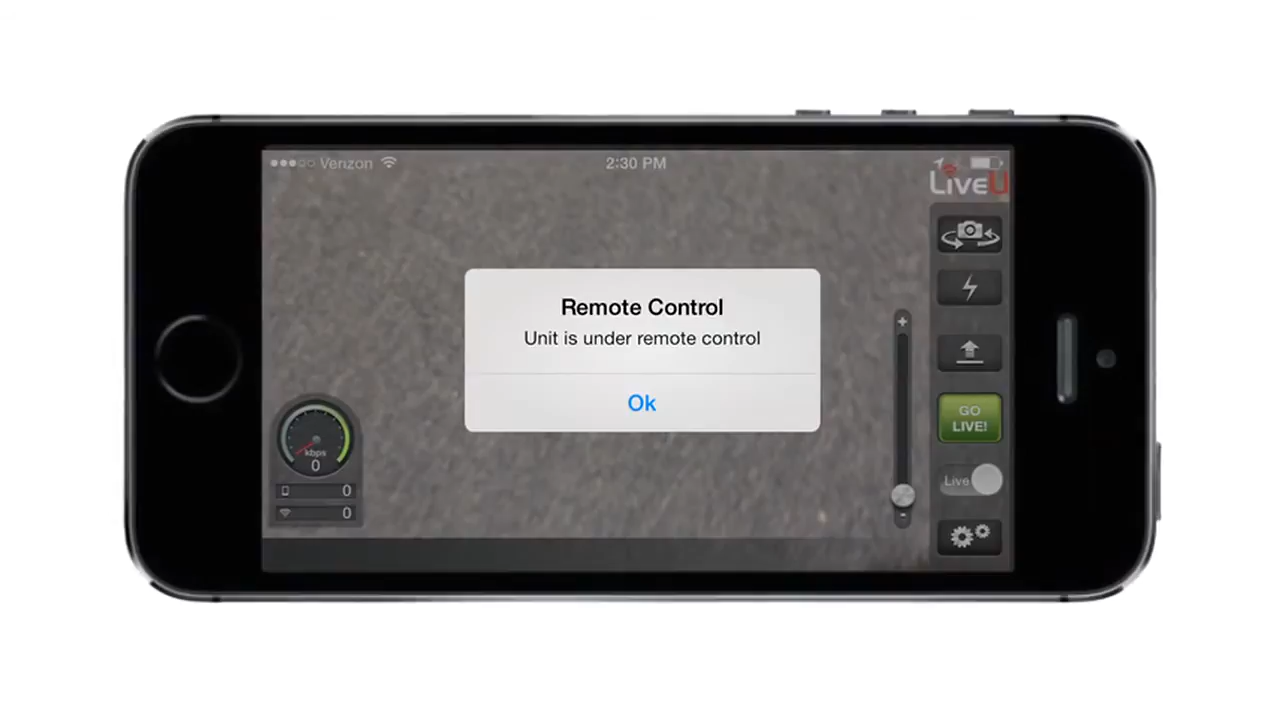 Verizon
2:30 PM
LiveU
Remote Control
Unit is under remote control
Ok
+
GO
LIVE!
Live
kbps
0
0
0
-